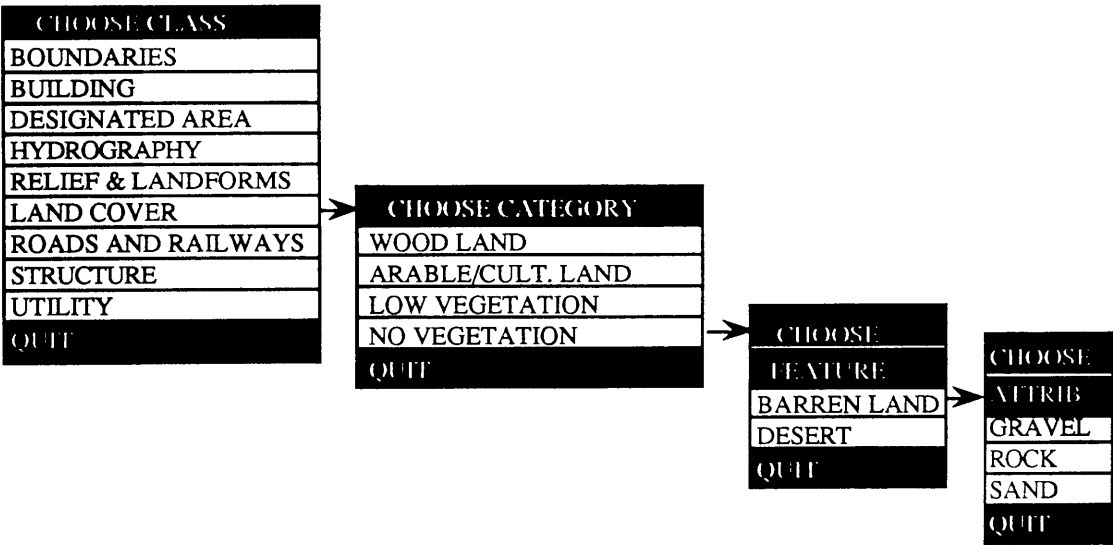 CHOOSE CLASS
BOUNDARIES
BUILDING
DESIGNATED AREA
HYDROGRAPHY
RELIEF & LANDFORMS
LAND COVER
ROADS AND RAILWAYS
STRUCTURE
UTILITY
QUIT
CHOOSE CATEGORY
WOOD LAND
ARABLE/CULT. LAND
LOW VEGETATION
NO VEGETATION
QUIT
CHOOSE
FEATURE
BARREN LAND
DESERT
QUIT
CHOOSE
ATTRIB
GRAVEL
ROCK
SAND
QUIT